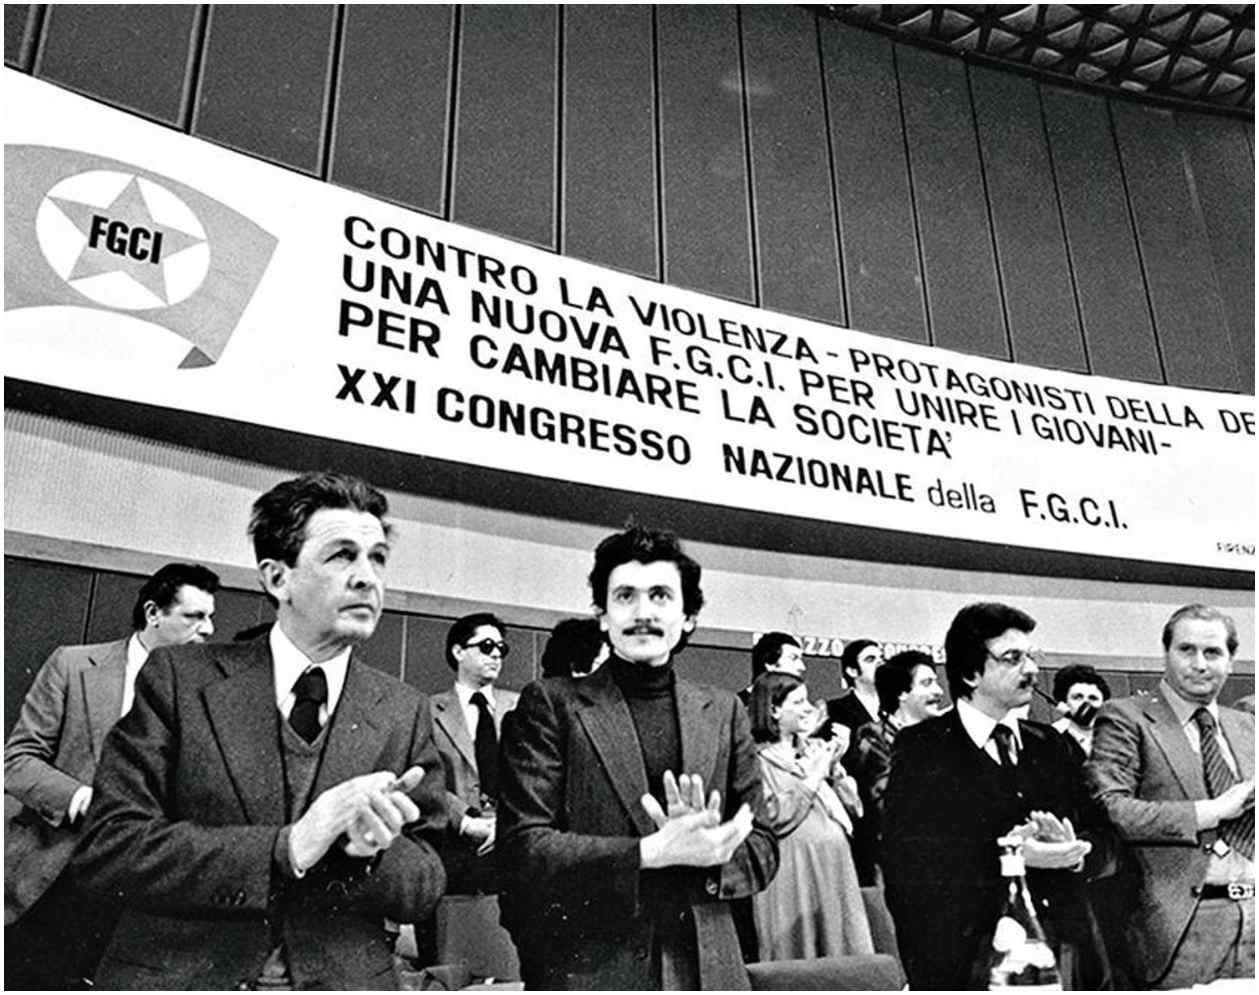 FGCI
CONTRO LA VIOLENZA - PROTAGONISTI DELLA DE
UNA NUOVA F.G.C.I. PER UNIRE I GIOVANI-
PER CAMBIARE LA SOCIETA'
XXI CONGRESSO NAZIONALE della F.G.C.I.
FIRENZ